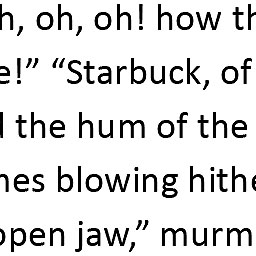 h, oh, oh! how th
e!” “Starbuck, of
d the hum of the
nes blowing hithe
open jaw,” murm